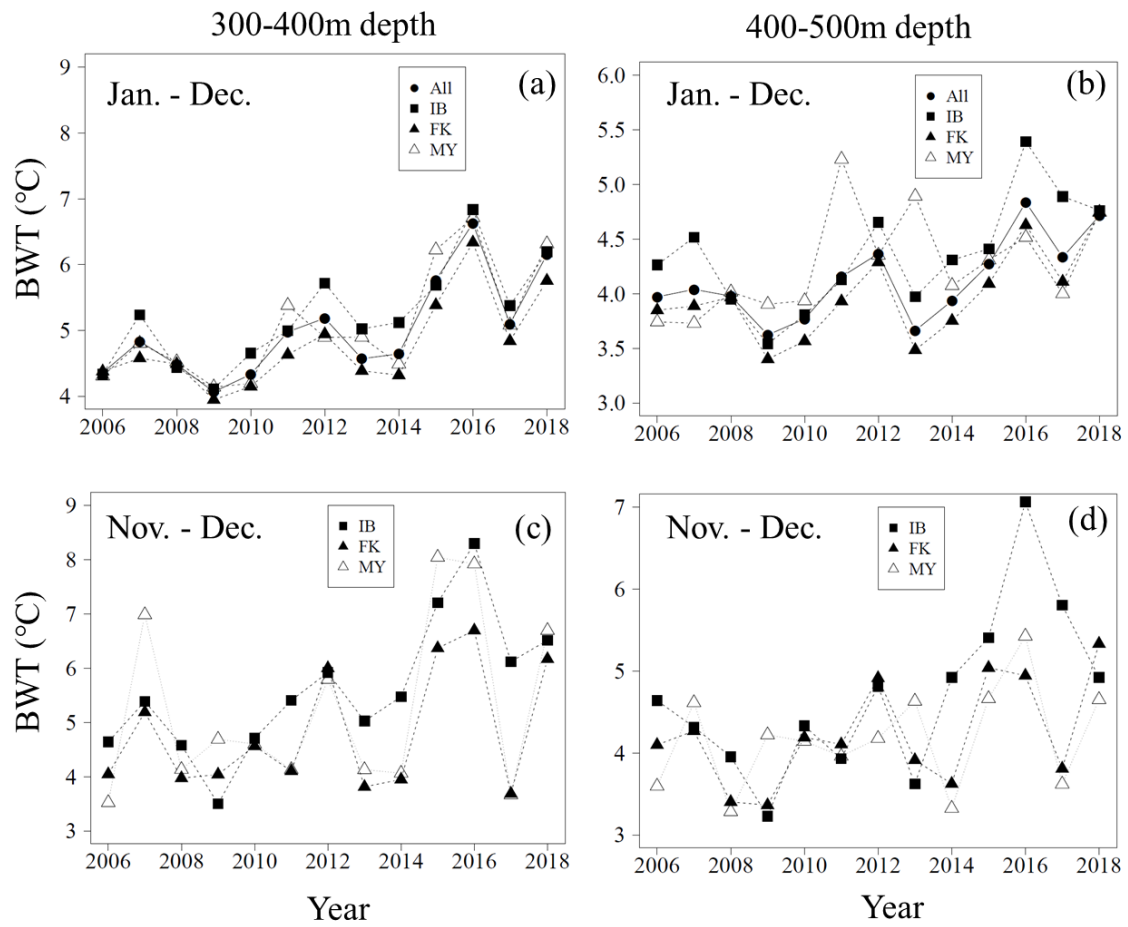 300-400m depth
400-500m depth
Jan. - Dec.
(a)
All
IB
FK
MY
BWT (°C)
9
8
7
6
5
4
2006 2008 2010 2012 2014 2016 2018
Jan. - Dec.
(b)
All
IB
FK
MY
6.0
5.5
5.0
4.5
4.0
3.5
3.0
2006 2008 2010 2012 2014 2016 2018
Nov. - Dec.
(c)
IB
FK
MY
BWT (°C)
9
8
7
6
5
4
3
2006 2008 2010 2012 2014 2016 2018
Year
Nov. - Dec.
(d)
IB
FK
MY
7
6
5
4
3
2006 2008 2010 2012 2014 2016 2018
Year